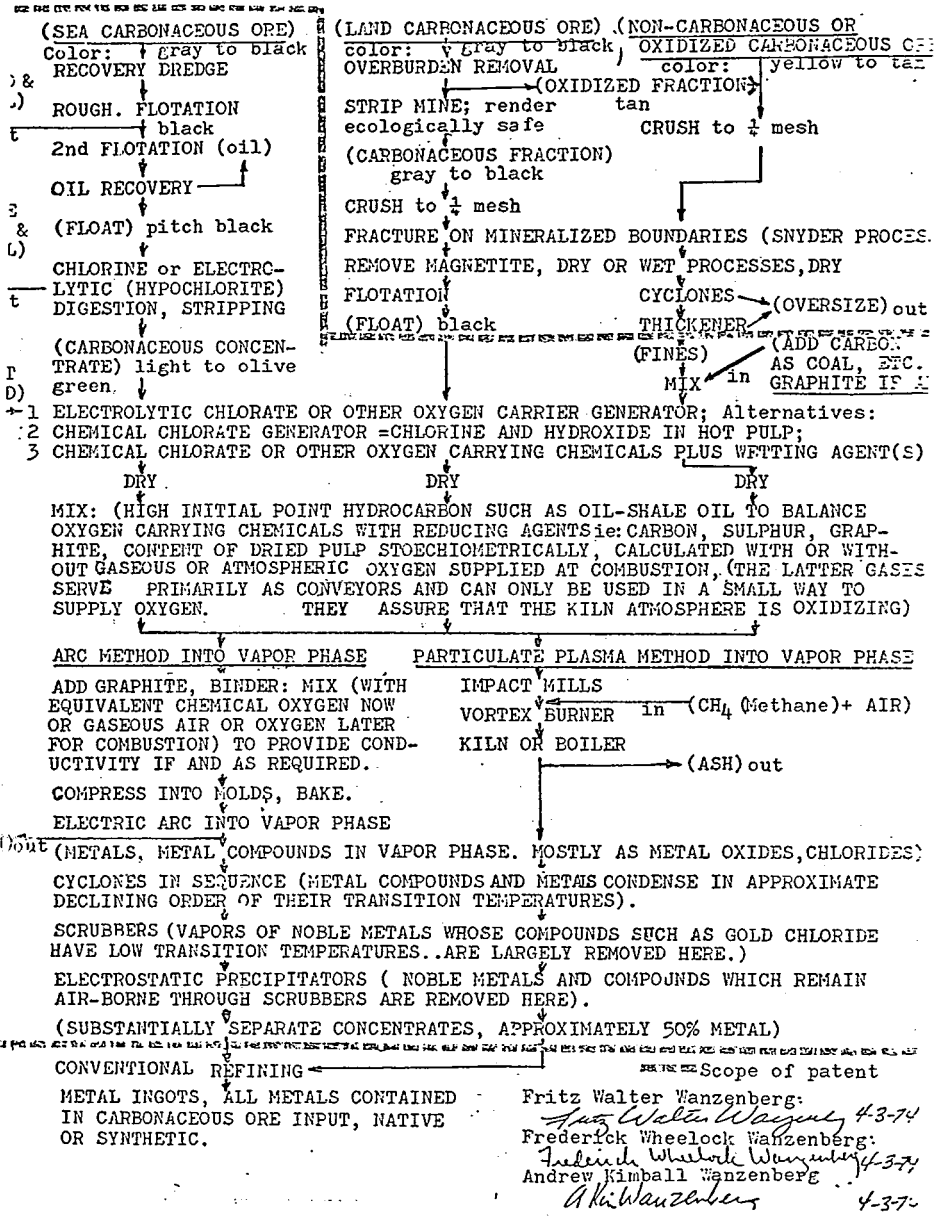 (SEA CARBONACEOUS ORE)
Color: gray to black
RECOVERY DREDGE
ROUGH. FLOTATION
black
2nd FLOTATION (oil)
OIL RECOVERY
(FLOAT) pitch black
CHLORINE or ELECTRO-
LYTIC (HYPOCHLORITE)
DIGESTION, STRIPPING
(CARBONACEOUS CONCEN-
TRATE) light to olive
green
(LAND CARBONACEOUS ORE)
color: gray to black
OVERBURDEN REMOVAL
(OXIDIZED FRACTION)
tan
STRIP MINE; render
ecologically safe
(CARBONACEOUS FRACTION)
gray to black
CRUSH to ¼ mesh
(NON-CARBONACEOUS OR
OXIDIZED CARBONACEOUS
color: yellow to tan
CRUSH to ¼ mesh
FRACTURE ON MINERALIZED BOUNDARIES (SNYDER PROCES
REMOVE MAGNETITE, DRY OR WET PROCESSES, DRY
FLOTATION
(FLOAT) black
CYCLONES
(OVERSIZE) out
THICKENER
(FINES)
(ADD CARBON
AS COAL, ETC.
GRAPHITE IF
in
MIX
1 ELECTROLYTIC CHLORATE OR OTHER OXYGEN CARRIER GENERATOR; Alternatives:
2 CHEMICAL CHLORATE GENERATOR =CHLORINE AND HYDROXIDE IN HOT PULP;
3 CHEMICAL CHLORATE OR OTHER OXYGEN CARRYING CHEMICALS PLUS WETTING AGENT(S)
DRY DRY DRY
MIX: (HIGH INITIAL POINT HYDROCARBON SUCH AS OIL-SHALE OIL TO BALANCE
OXYGEN CARRYING CHEMICALS WITH REDUCING AGENTS ie: CARBON, SULPHUR, GRAP-
HITE, CONTENT OF DRIED PULP STOECHIOMETRICALLY, CALCULATED WITH OR WITH-
OUT GASEOUS OR ATMOSPHERIC OXYGEN SUPPLIED AT COMBUSTION, (THE LATTER GASES
SERVE PRIMARILY AS CONVEYORS AND CAN ONLY BE USED IN A SMALL WAY TO
SUPPLY OXYGEN. THEY ASSURE THAT THE KILN ATMOSPHERE IS OXIDIZING)
ARC METHOD INTO VAPOR PHASE
ADD GRAPHITE, BINDER: MIX (WITH
EQUIVALENT CHEMICAL OXYGEN NOW
OR GASEOUS AIR OR OXYGEN LATER
FOR COMBUSTION) TO PROVIDE COND-
UCTIVITY IF AND AS REQUIRED.
COMPRESS INTO MOLDS, BAKE.
ELECTRIC ARC INTO VAPOR PHASE
PARTICULATE PLASMA METHOD INTO VAPOR PHASE
IMPACT MILLS
VORTEX BURNER in (CH4 (Methane)+ AIR)
KILN OR BOILER
(ASH) out
out
(METALS, METAL COMPOUNDS IN VAPOR PHASE. MOSTLY AS METAL OXIDES, CHLORIDES)
CYCLONES IN SEQUENCE (METAL COMPOUNDS AND METALS CONDENSE IN APPROXIMATE
DECLINING ORDER OF THEIR TRANSITION TEMPERATURES).
SCRUBBERS (VAPORS OF NOBLE METALS WHOSE COMPOUNDS SUCH AS GOLD CHLORIDE
HAVE LOW TRANSITION TEMPERATURES..ARE LARGELY REMOVED HERE.)
ELECTROSTATIC PRECIPITATORS ( NOBLE METALS AND COMPOUNDS WHICH REMAIN
AIR-BORNE THROUGH SCRUBBERS ARE REMOVED HERE).
(SUBSTANTIALLY SEPARATE CONCENTRATES, APPROXIMATELY 50% METAL)
CONVENTIONAL REFINING
METAL INGOTS, ALL METALS CONTAINED
IN CARBONACEOUS ORE INPUT, NATIVE
OR SYNTHETIC.
Scope of patent
Fritz Walter Wanzenberg:
Fritz Walter Wanzenberg 4-3-74
Frederick Wheelock Wanzenberg:
Frederick Wheelock Wanzenberg 4-3-74
Andrew Kimball Wanzenberg
A Kim Wanzenberg 4-3-7